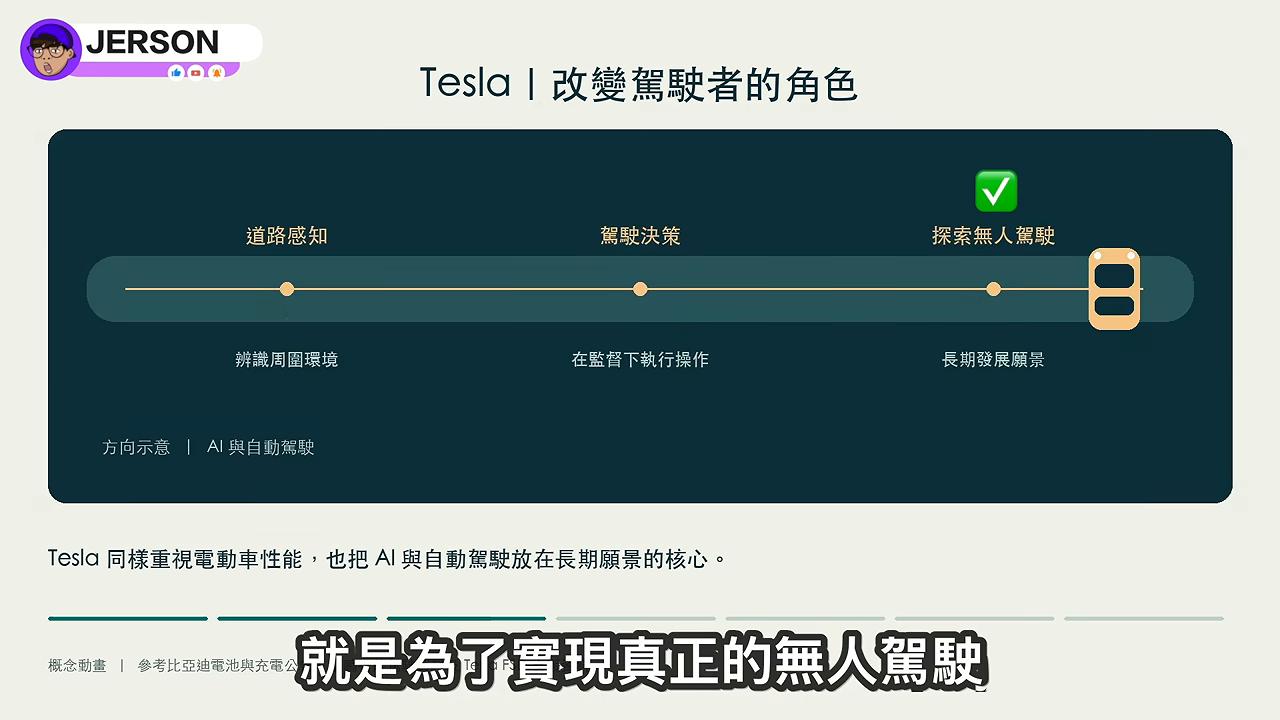 JERSON
Tesla | 改變駕駛者的角色
道路感知
駕駛決策
探索無人駕駛
辨識周圍環境
在監督下執行操作
長期發展願景
方向示意 | AI 與自動駕駛
Tesla 同樣重視電動車性能，也把 AI 與自動駕駛放在長期願景的核心。
概念動畫 | 參考比亞迪電池與充電公
就是為了實現真正的無人駕駛